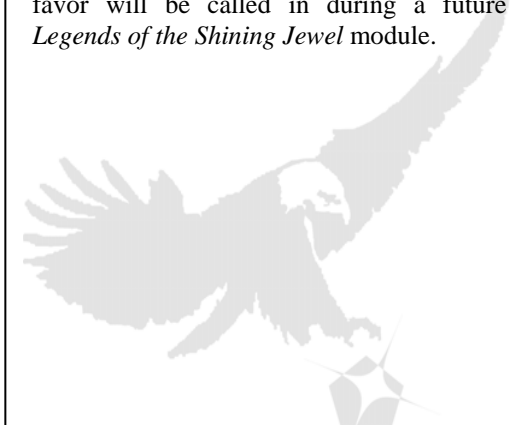 favor will be called in during a future
Legends of the Shining Jewel module.